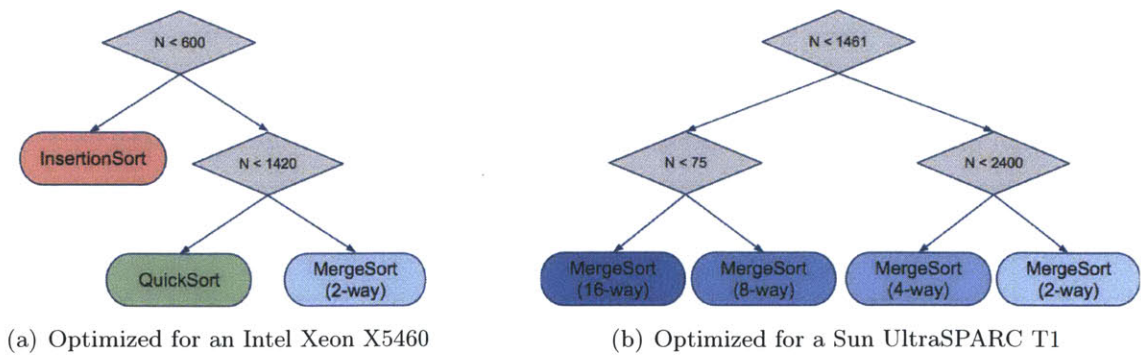 N < 600
InsertionSort
N < 1420
QuickSort
MergeSort
(2-way)
(a) Optimized for an Intel Xeon X5460
N < 1461
N < 75
N < 2400
MergeSort
(16-way)
MergeSort
(8-way)
MergeSort
(4-way)
MergeSort
(2-way)
(b) Optimized for a Sun UltraSPARC T1